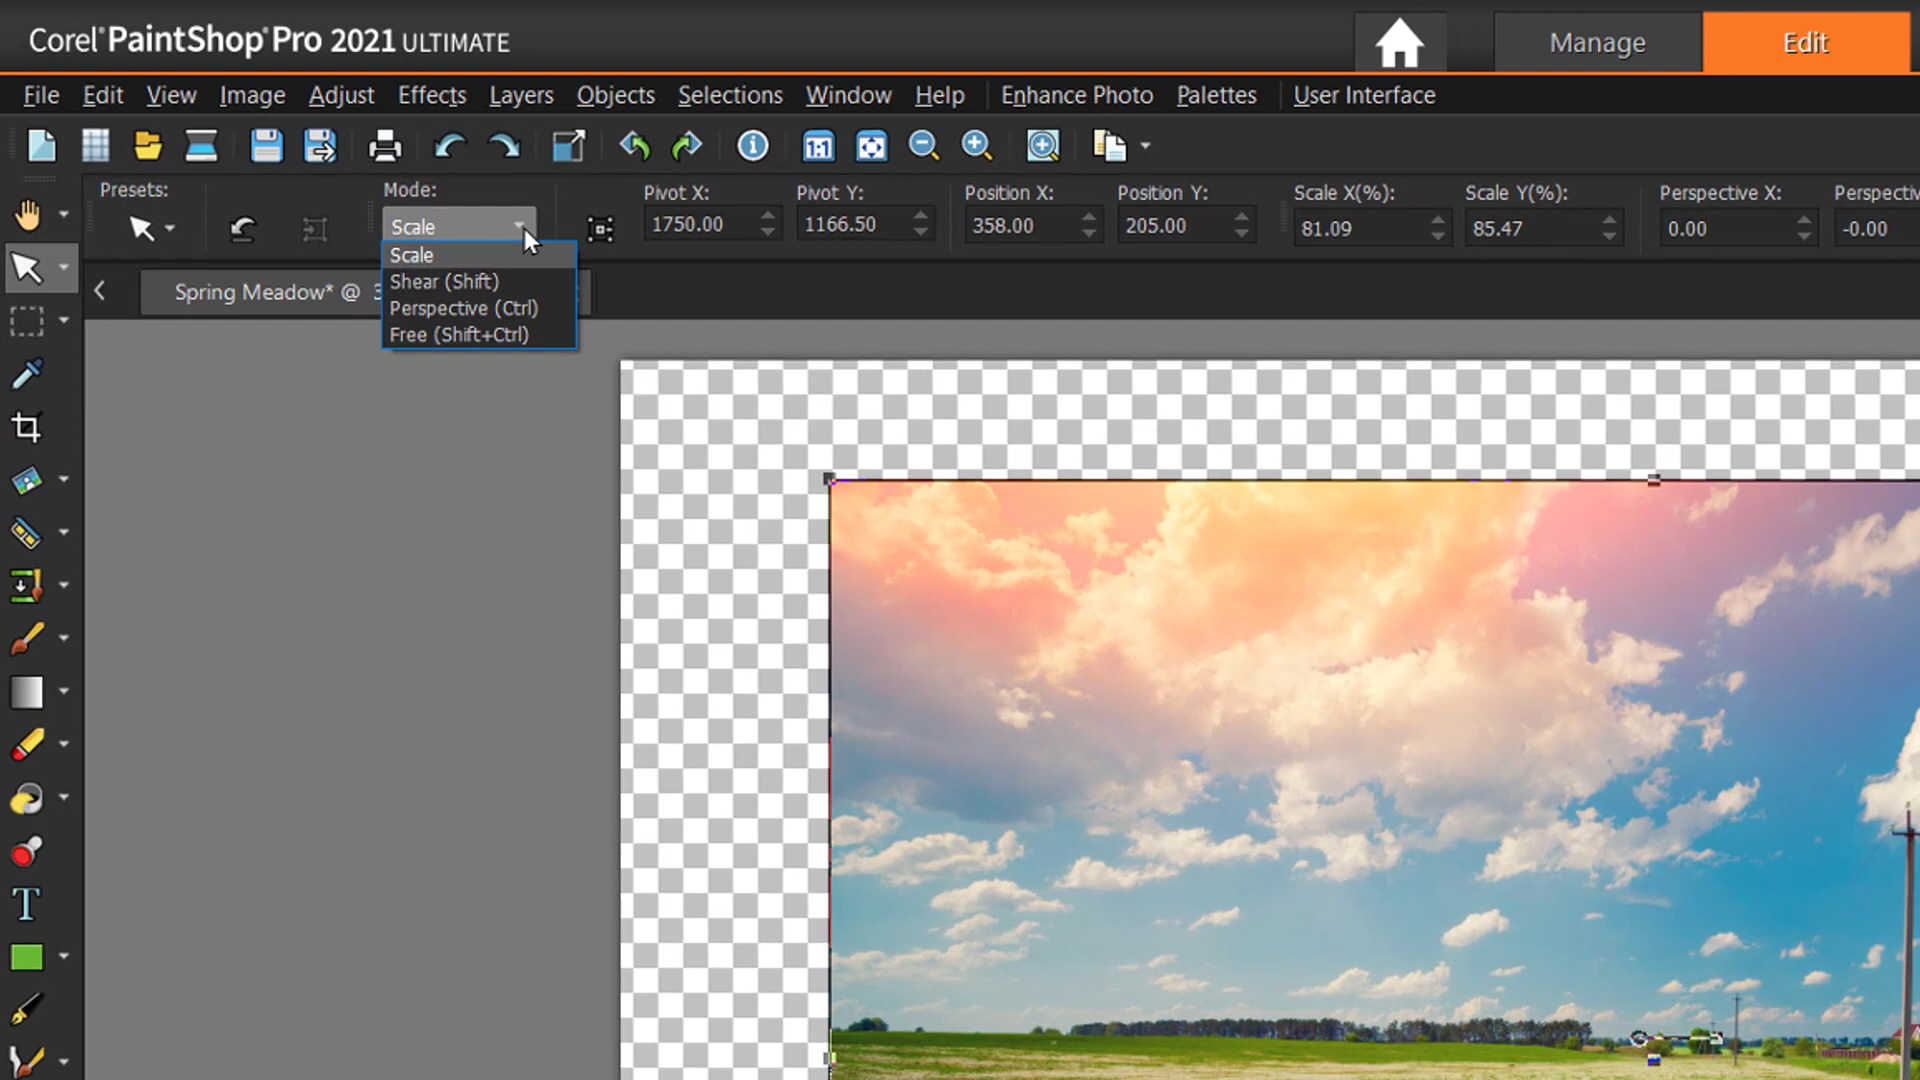 Corel® PaintShop® Pro 2021 ULTIMATE
Manage
Edit
File Edit View Image Adjust Effects Layers Objects Selections Window Help Enhance Photo Palettes User Interface
1:1
Presets: Mode: Pivot X: Pivot Y: Position X: Position Y: Scale X(%): Scale Y(%): Perspective X: Perspectiv
Scale 1750.00 1166.50 358.00 205.00 81.09 85.47 0.00 -0.00
Scale
Shear (Shift)
Perspective (Ctrl)
Free (Shift+Ctrl)
Spring Meadow* @ 3
T